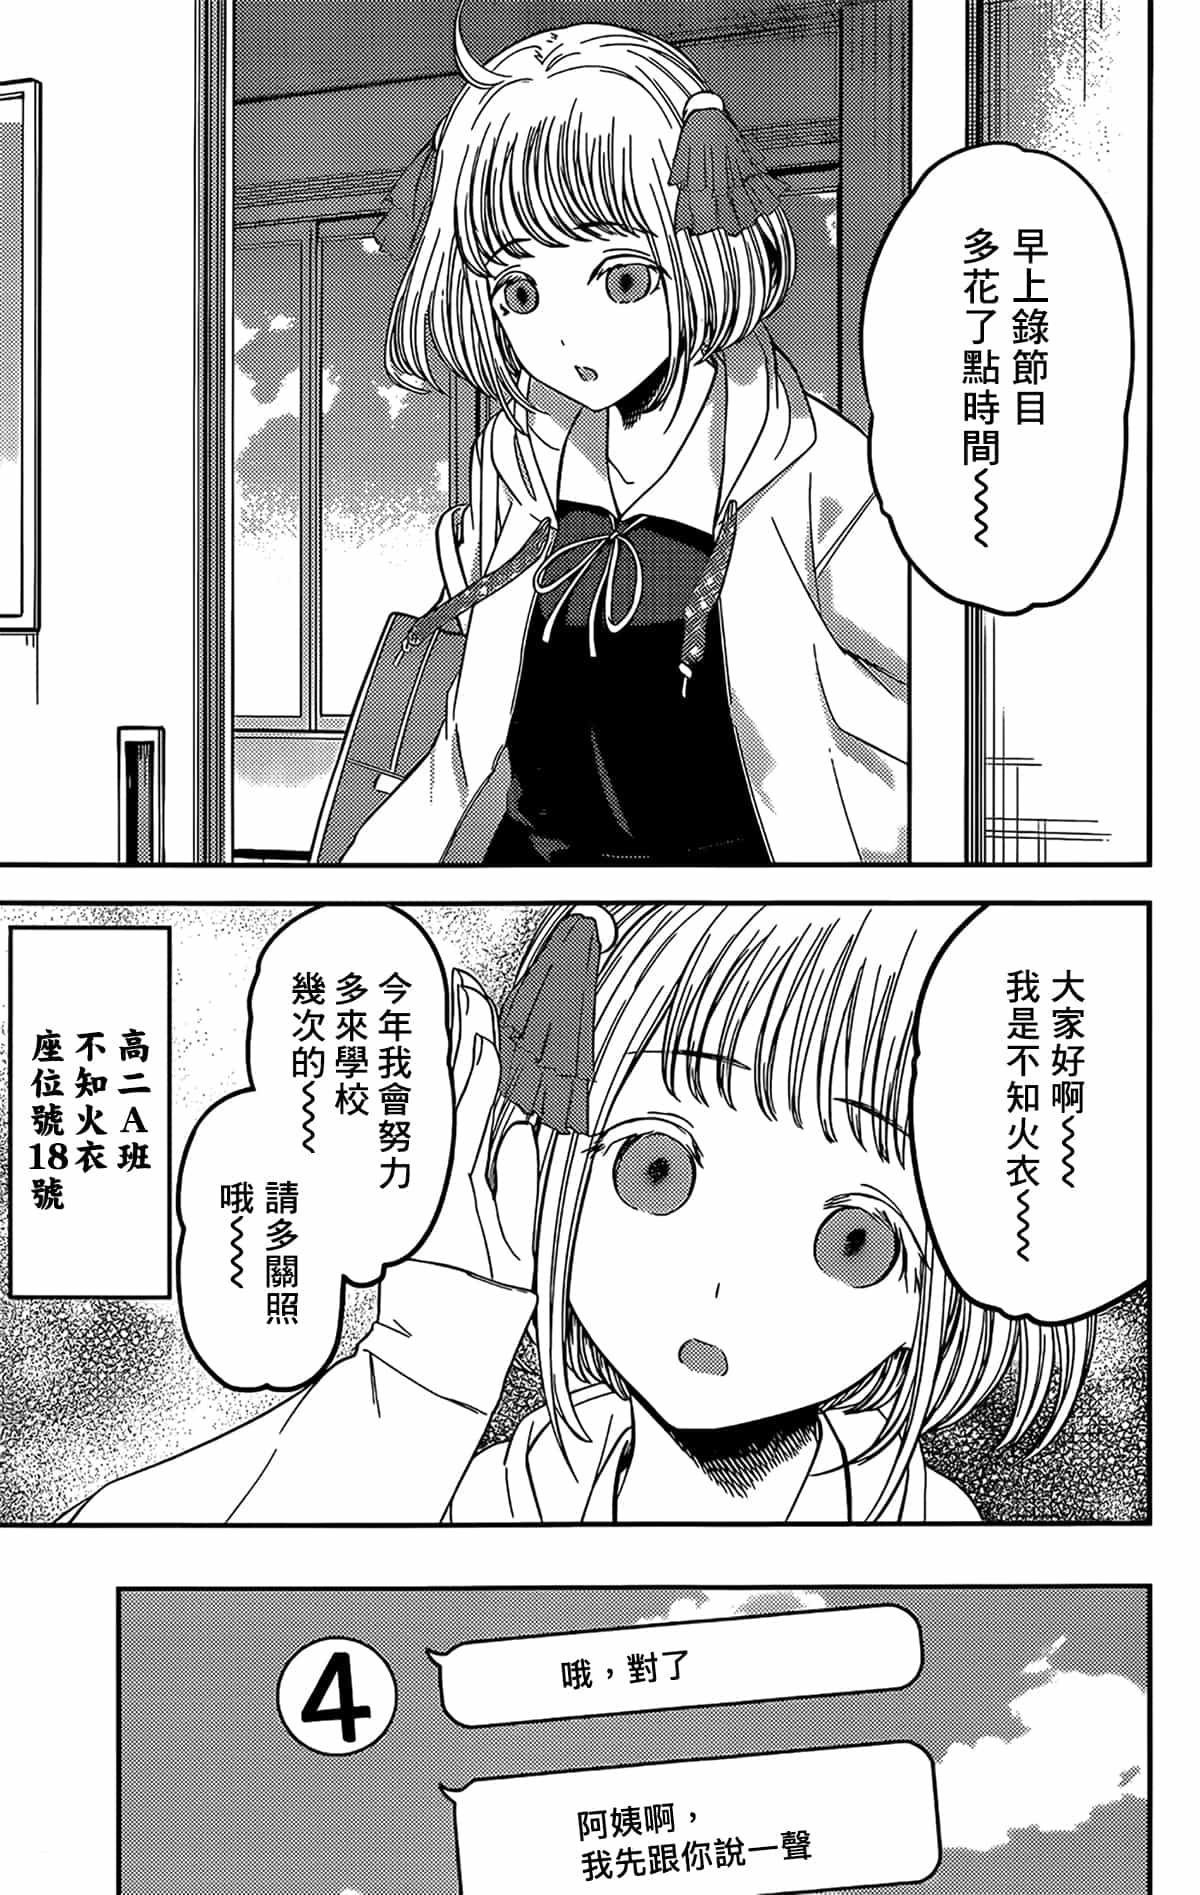 早上錄節目
多花了點時間~~~
大家好啊~~~
我是不知火衣~~~
今年我會努力
多來學校
幾次的~~~
請多關照
哦~~~
高二A班
不知火衣
座位號18號
4
哦，對了
阿姨啊，
我先跟你說一聲